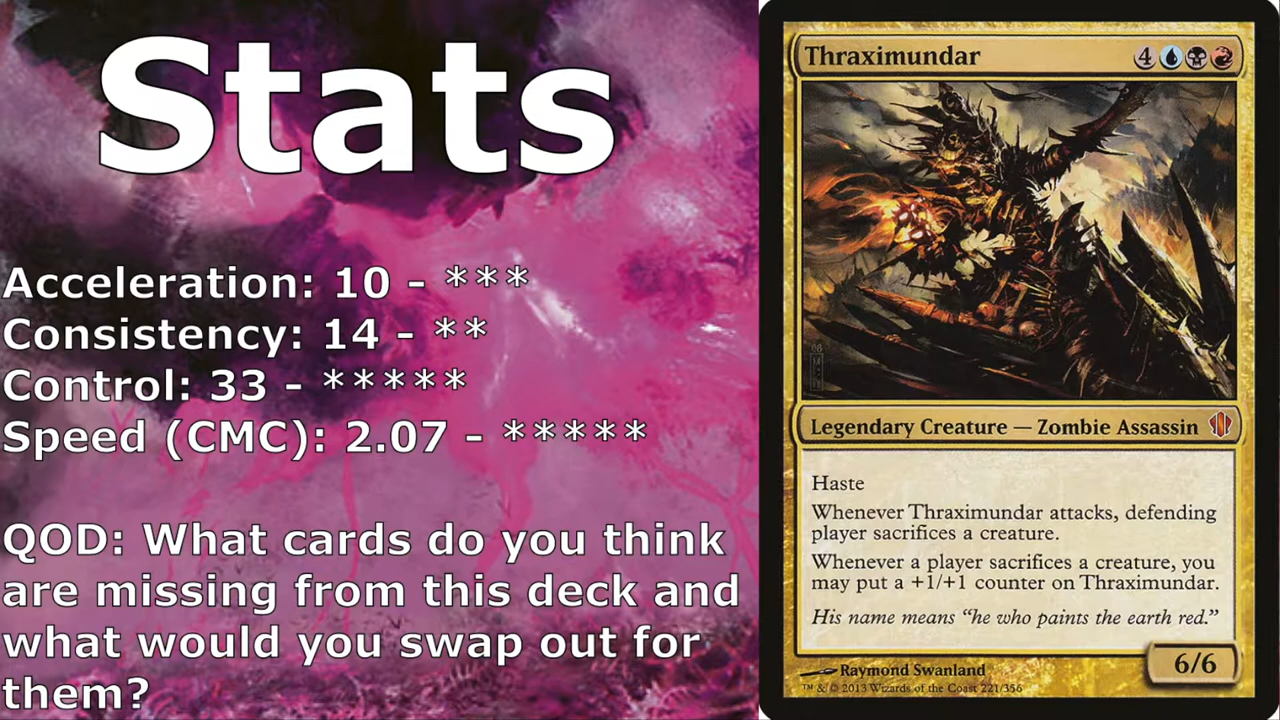 Stats
Acceleration: 10 - ***
Consistency: 14 - **
Control: 33 - *****
Speed (CMC): 2.07 - *****
QOD: What cards do you think
are missing from this deck and
what would you swap out for
them?
Thraximundar
4
Legendary Creature — Zombie Assassin
Haste
Whenever Thraximundar attacks, defending
player sacrifices a creature.
Whenever a player sacrifices a creature, you
may put a +1/+1 counter on Thraximundar.
His name means “he who paints the earth red.”
6/6
Raymond Swanland
™ & © 2013 Wizards of the Coast 221/356